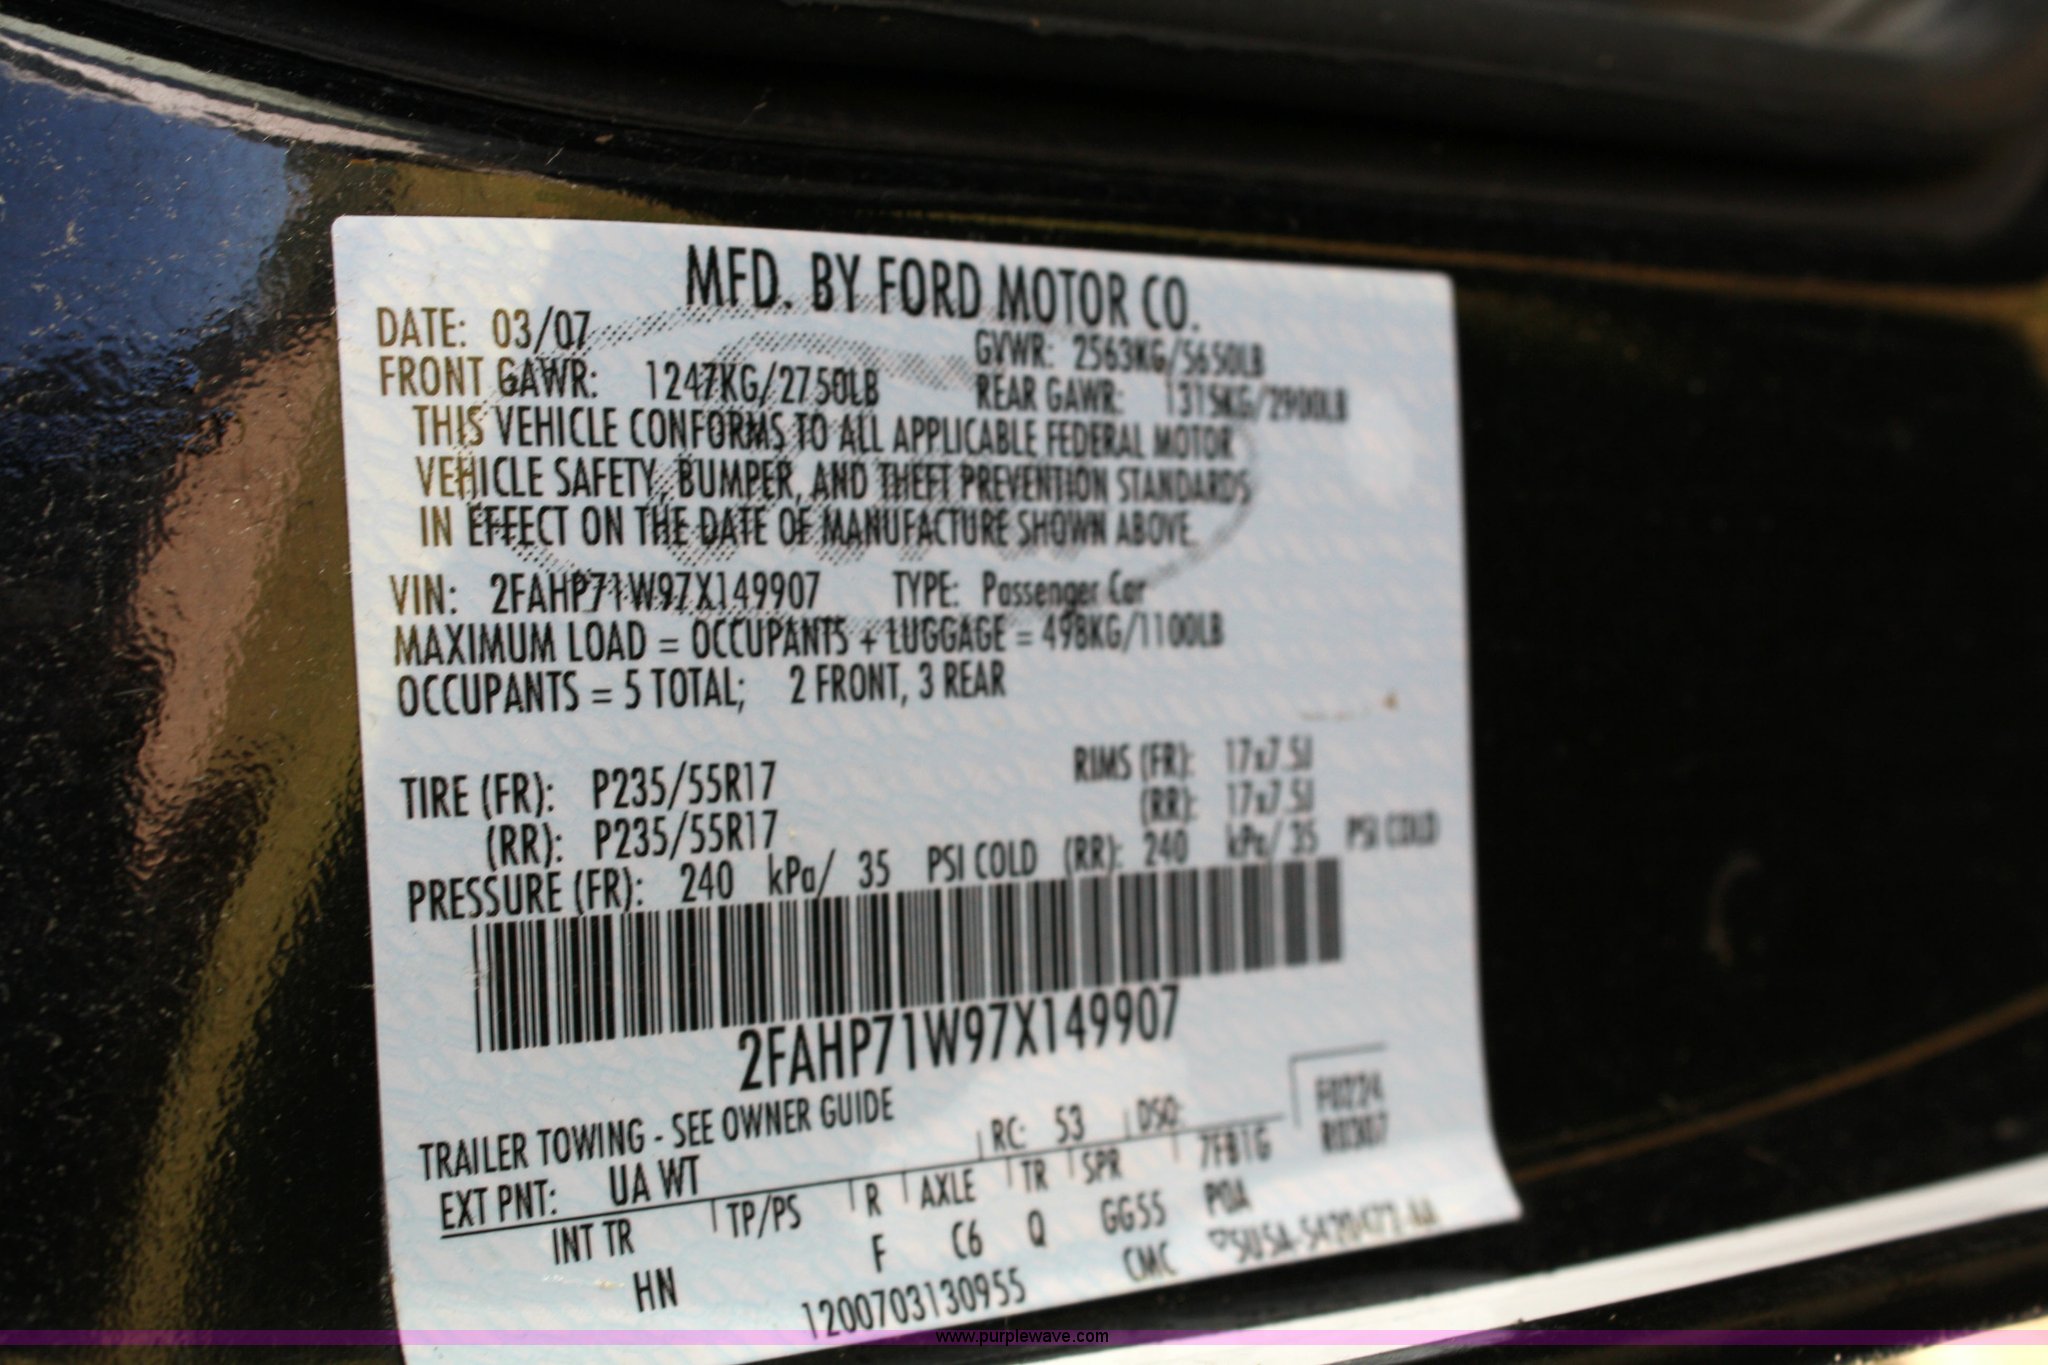 MFD. BY FORD MOTOR CO.
DATE: 03/07 GVWR: 2563KG/5650LB
FRONT GAWR: 1247KG/2750LB REAR GAWR: 1315KG/2900LB
THIS VEHICLE CONFORMS TO ALL APPLICABLE FEDERAL MOTOR
VEHICLE SAFETY, BUMPER, AND THEFT PREVENTION STANDARDS
IN EFFECT ON THE DATE OF MANUFACTURE SHOWN ABOVE.
VIN: 2FAHP71W97X149907 TYPE: Passenger Car
MAXIMUM LOAD = OCCUPANTS + LUGGAGE = 498KG/1100LB
OCCUPANTS = 5 TOTAL; 2 FRONT, 3 REAR
TIRE (FR): P235/55R17 RIMS (FR): 17x7.5J
(RR): P235/55R17 (RR): 17x7.5J
PRESSURE (FR): 240 kPa/ 35 PSI COLD (RR): 240 kPa/ 35 PSI COLD
2FAHP71W97X149907
TRAILER TOWING - SEE OWNER GUIDE
F0224
R0307
EXT PNT: UA WT RC: 53 DSO: 7FB1G
INT TR TP/PS R AXLE TR SPR POA
HN F C6 Q GG55
1200703130955 CMC
www.purplewave.com